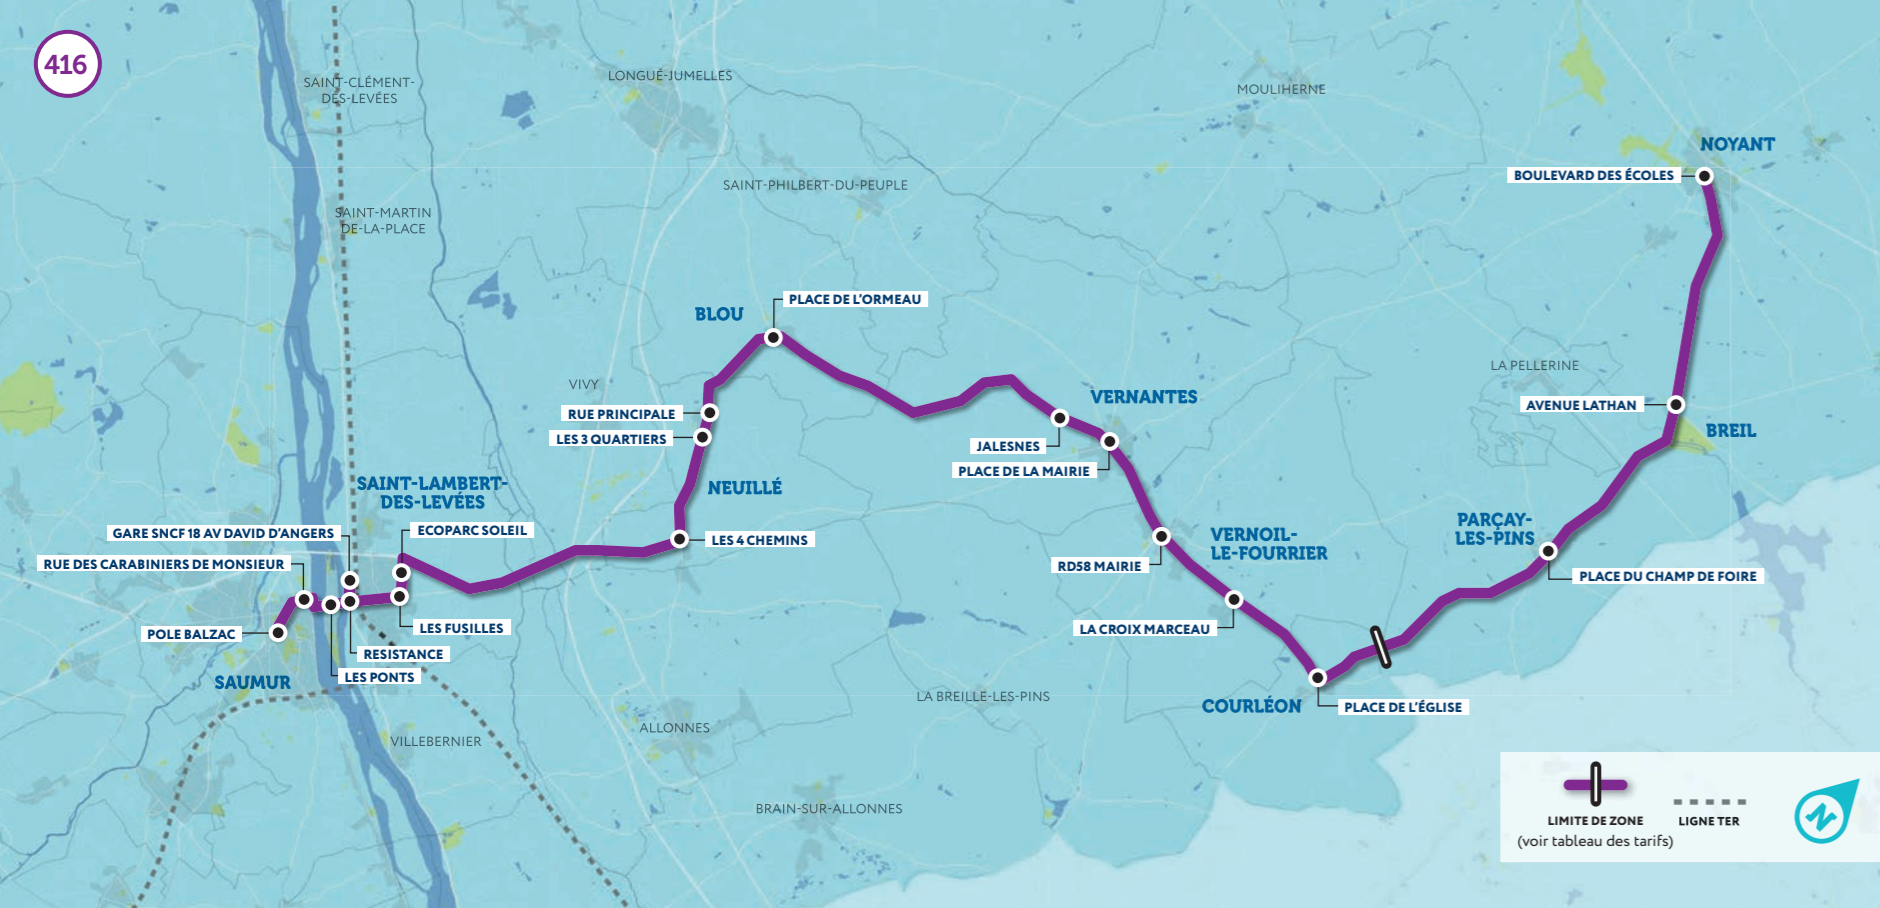 416
SAINT-CLÉMENT-
DES-LEVÉES
LONGUÉ-JUMELLES
MOULIHERNE
NOYANT
BOULEVARD DES ÉCOLES
SAINT-PHILBERT-DU-PEUPLE
SAINT-MARTIN
DE-LA-PLACE
PLACE DE L'ORMEAU
BLOU
LA PELLERINE
VIVY
VERNANTES
AVENUE LATHAN
RUE PRINCIPALE
BREIL
LES 3 QUARTIERS
JALESNES
PLACE DE LA MAIRIE
SAINT-LAMBERT-
DES-LEVÉES
NEUILLÉ
PARÇAY-
LES-PINS
GARE SNCF 18 AV DAVID D'ANGERS
ECOPARC SOLEIL
LES 4 CHEMINS
VERNOIL-
LE-FOURRIER
RUE DES CARABINIERS DE MONSIEUR
RD58 MAIRIE
PLACE DU CHAMP DE FOIRE
POLE BALZAC
LES FUSILLES
LA CROIX MARCEAU
RESISTANCE
LES PONTS
SAUMUR
LA BREILLE-LES-PINS
COURLÉON
PLACE DE L'ÉGLISE
ALLONNES
VILLEBERNIER
BRAIN-SUR-ALLONNES
LIMITE DE ZONE
(voir tableau des tarifs)
LIGNE TER
N